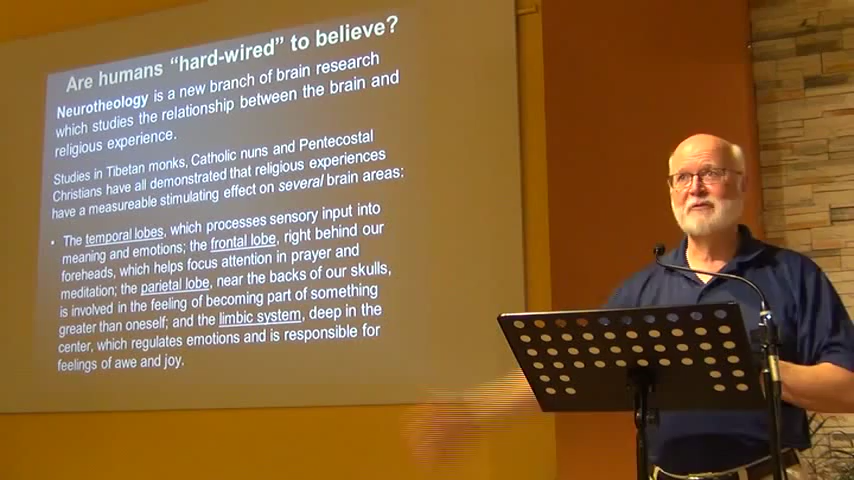 Are humans “hard-wired” to believe?
Neurotheology is a new branch of brain research
which studies the relationship between the brain and
religious experience.
Studies in Tibetan monks, Catholic nuns and Pentecostal
Christians have all demonstrated that religious experiences
have a measureable stimulating effect on several brain areas:
• The temporal lobes, which processes sensory input into
meaning and emotions; the frontal lobe, right behind our
foreheads, which helps focus attention in prayer and
meditation; the parietal lobe, near the backs of our skulls,
is involved in the feeling of becoming part of something
greater than oneself; and the limbic system, deep in the
center, which regulates emotions and is responsible for
feelings of awe and joy.